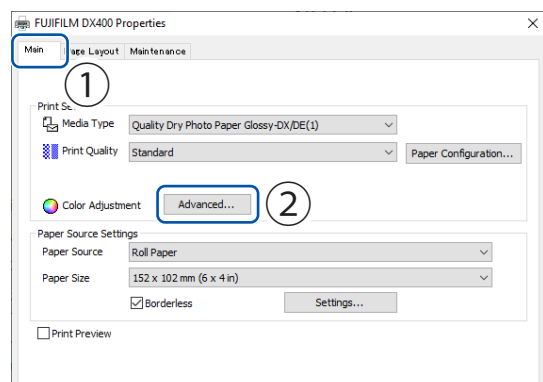 FUJIFILM DX400 Properties
Main Page Layout Maintenance
1
Print Se
Media Type Quality Dry Photo Paper Glossy-DX/DE(1)
Print Quality Standard Paper Configuration...
Color Adjustment Advanced... 2
Paper Source Settings
Paper Source Roll Paper
Paper Size 152 x 102 mm (6 x 4 in)
Borderless Settings...
Print Preview